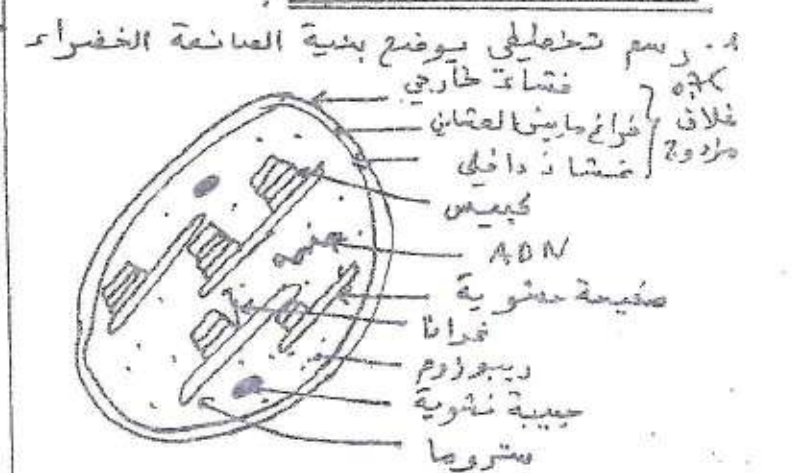 1. رسم تخطيطي يوضح بنية الصانعة الخضراء
غشاء خارجي
فراغ مابين الغشائين
غشاء داخلي
غلاف
مزدوج
كييس
ADN
صفيحة حشوية
غرانا
ريبوزوم
حبيبة نشوية
ستروما